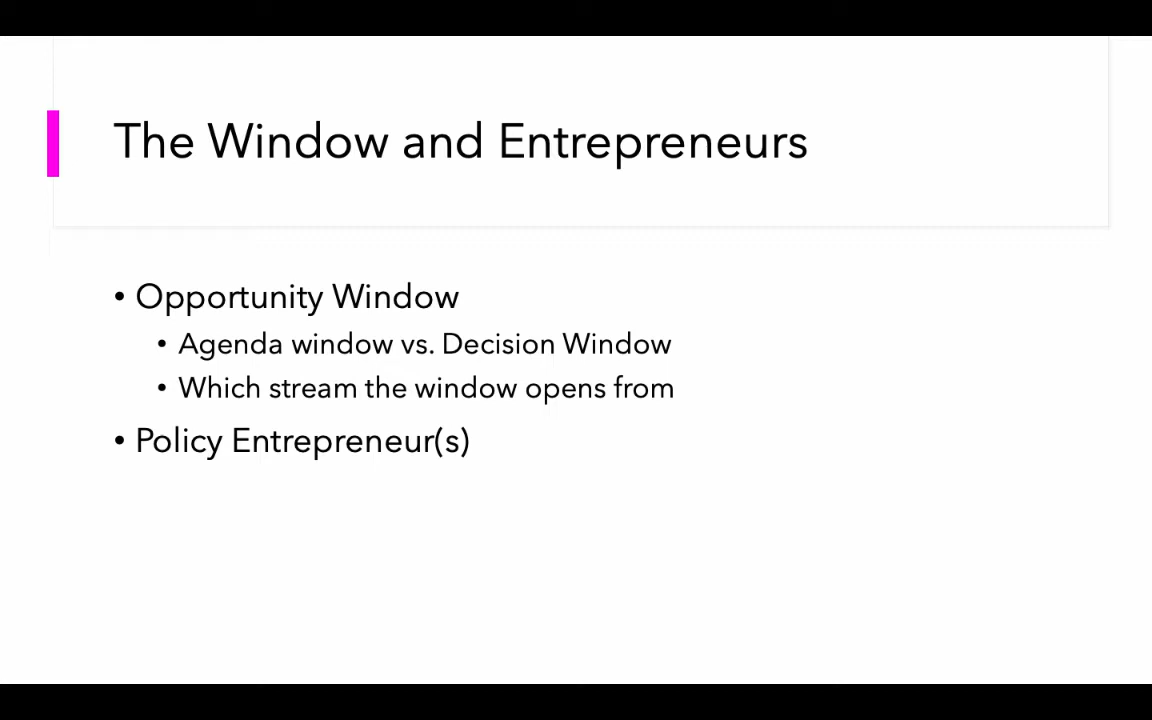 The Window and Entrepreneurs
• Opportunity Window
• Agenda window vs. Decision Window
• Which stream the window opens from
• Policy Entrepreneur(s)